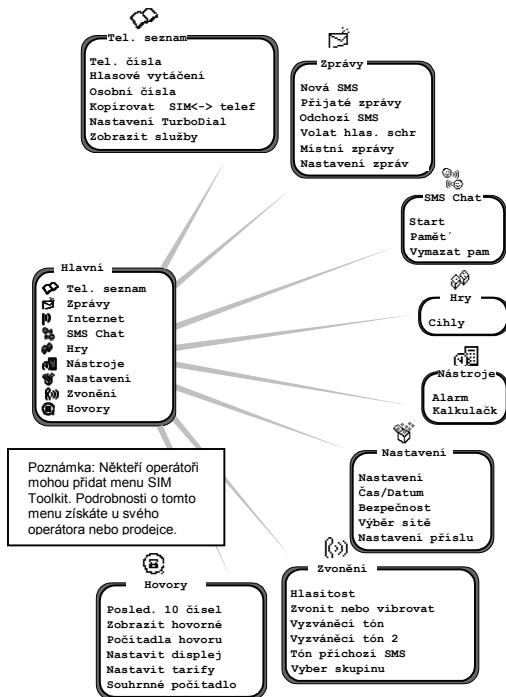 Tel. seznam
Tel. čísla
Hlasové vytáčení
Osobní čísla
Kopírovat SIM<-> telef
Nastavení TurboDial
Zobrazit služby
Zprávy
Nová SMS
Přijaté zprávy
Odchozí SMS
Volat hlas. schr
Místní zprávy
Nastavení zpráv
SMS Chat
Start
Pamět´
Vymazat pam
Hlavní
Tel. seznam
Zprávy
Internet
SMS Chat
Hry
Nástroje
Nastavení
Zvonění
Hovory
Hry
Cihly
Nástroje
Alarm
Kalkulačk
Nastavení
Nastavení
Čas/Datum
Bezpečnost
Výběr sítě
Nastavení příslu
Poznámka: Někteří operátoři
mohou přidat menu SIM
Toolkit. Podrobnosti o tomto
menu získáte u svého
operátora nebo prodejce.
Hovory
Posled. 10 čísel
Zobrazit hovorné
Počítadla hovoru
Nastavit displej
Nastavit tarify
Souhrnné počítadlo
Zvonění
Hlasitost
Zvonit nebo vibrovat
Vyzváněcí tón
Vyzváněcí tón 2
Tón příchozí SMS
Vyber skupinu